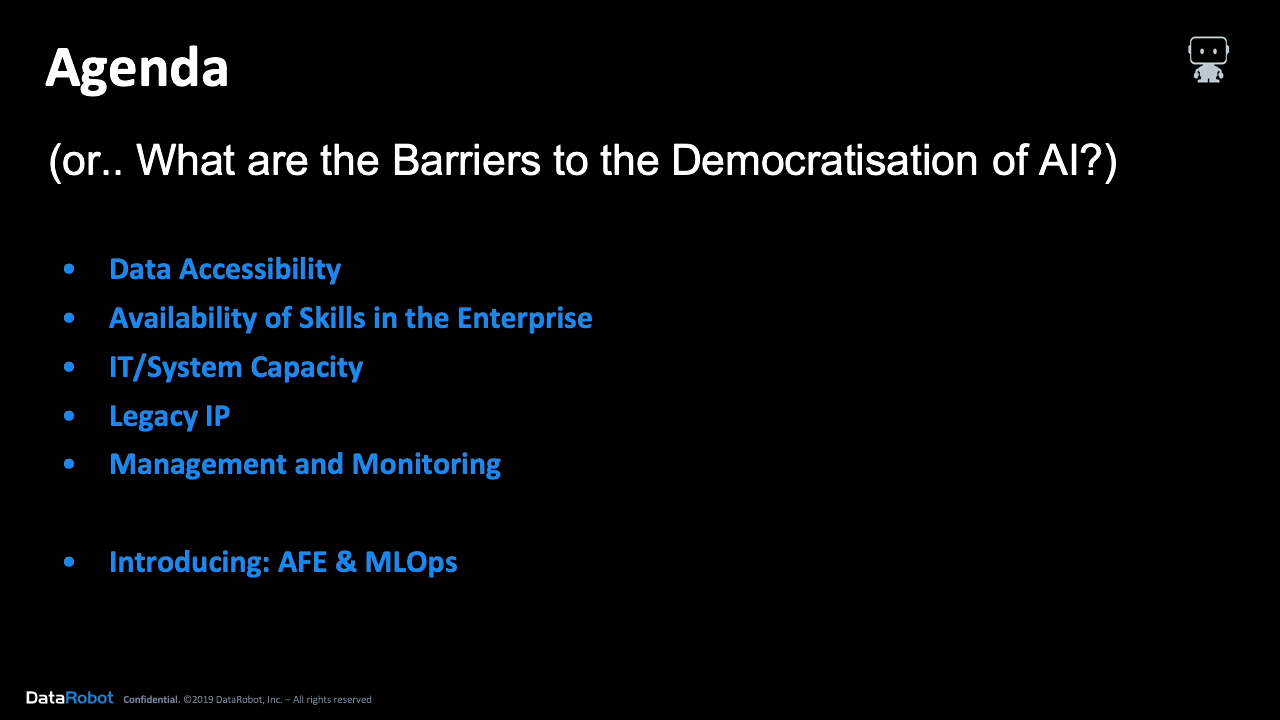 Agenda
(or.. What are the Barriers to the Democratisation of AI?)
• Data Accessibility
• Availability of Skills in the Enterprise
• IT/System Capacity
• Legacy IP
• Management and Monitoring
• Introducing: AFE & MLOps
DataRobot Confidential. ©2019 DataRobot, Inc. – All rights reserved